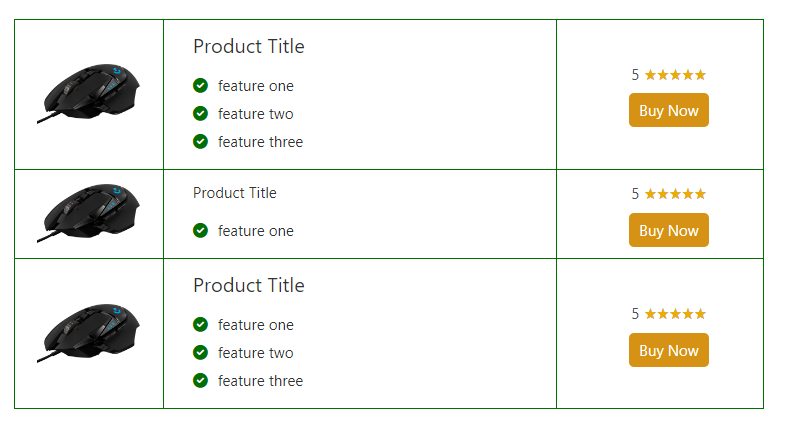 Product Title
feature one
feature two
feature three
5 ★★★★★
Buy Now
Product Title
feature one
5 ★★★★★
Buy Now
Product Title
feature one
feature two
feature three
5 ★★★★★
Buy Now